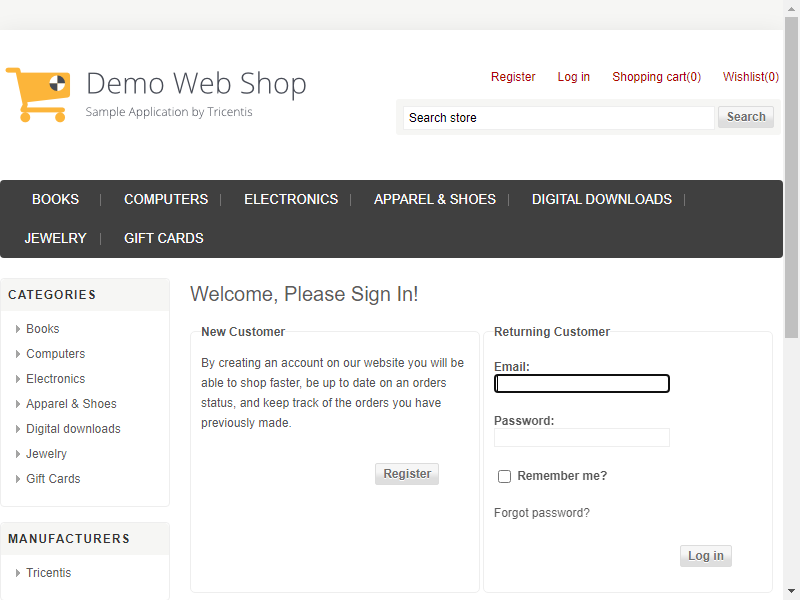 Demo Web Shop
Sample Application by Tricentis
Register Log in Shopping cart(0) Wishlist(0)
Search store Search
BOOKS COMPUTERS ELECTRONICS APPAREL & SHOES DIGITAL DOWNLOADS
JEWELRY GIFT CARDS
CATEGORIES
Books
Computers
Electronics
Apparel & Shoes
Digital downloads
Jewelry
Gift Cards
MANUFACTURERS
Tricentis
Welcome, Please Sign In!
New Customer
By creating an account on our website you will be
able to shop faster, be up to date on an orders
status, and keep track of the orders you have
previously made.
Register
Returning Customer
Email:
Password:
Remember me?
Forgot password?
Log in